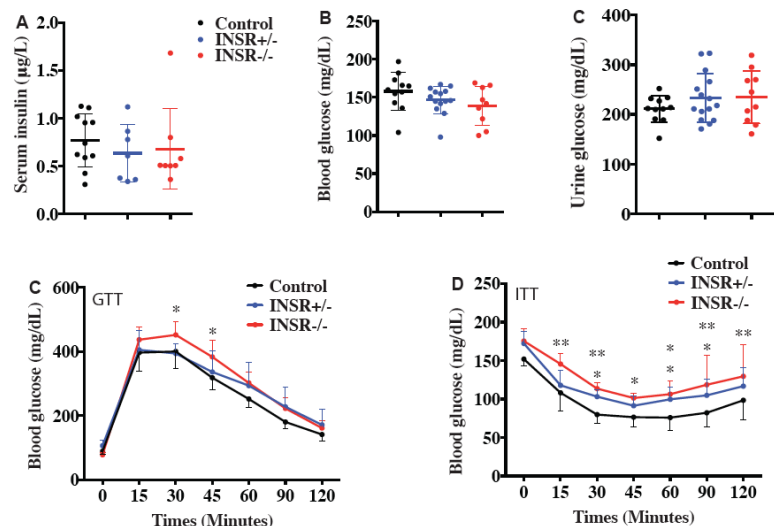 A
Control
INSR+/-
INSR-/-
Serum insulin (µg/L)
2.0
1.5
1.0
0.5
0.0
B
Blood glucose (mg/dL)
250
200
150
100
50
0
C
Urine glucose (mg/dL)
400
300
200
100
0
C
GTT
Control
INSR+/-
INSR-/-
Blood glucose (mg/dL)
600
400
200
0
* *
0 15 30 45 60 90 120
Times (Minutes)
D
ITT
Control
INSR+/-
INSR-/-
Blood glucose (mg/dL)
250
200
150
100
50
0
** ** * * * * ** * **
0 15 30 45 60 90 120
Times (Minutes)